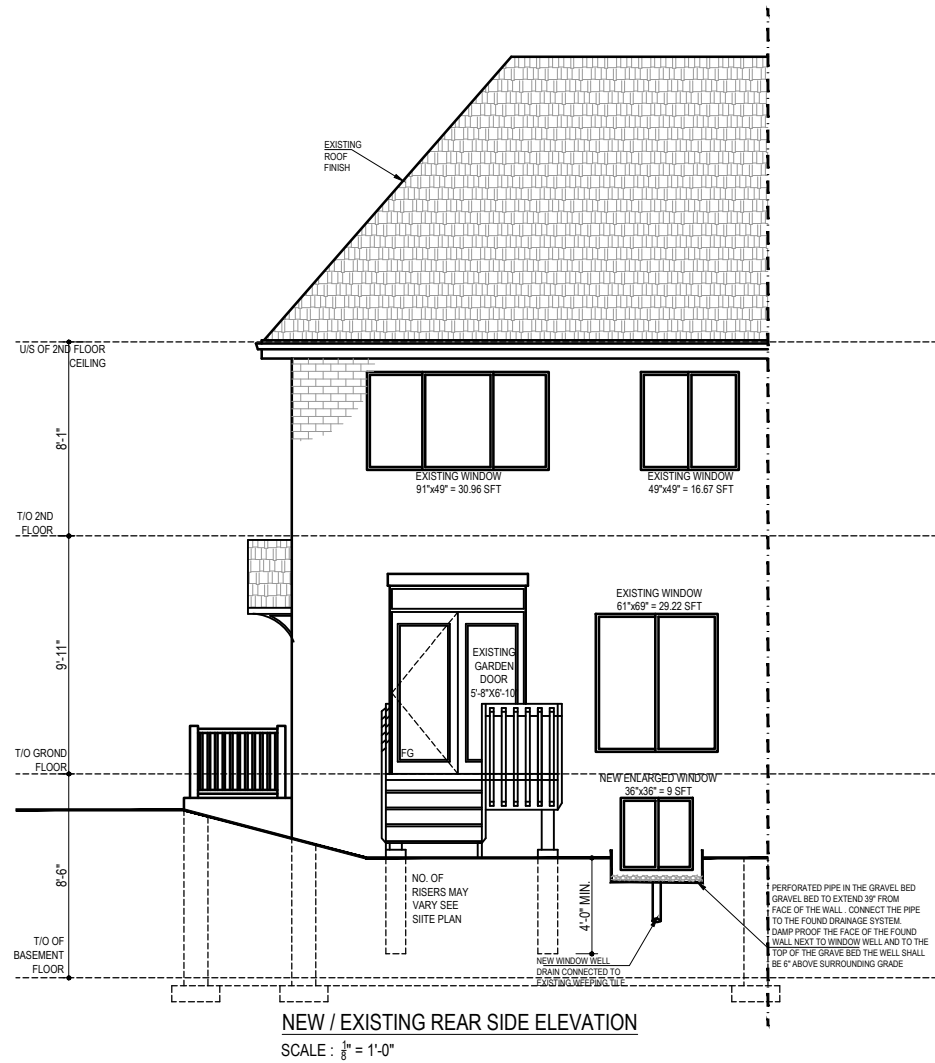 EXISTING
ROOF
FINISH
U/S OF 2ND FLOOR
CEILING
8'-1"
EXISTING WINDOW
91"x49" = 30.96 SFT
EXISTING WINDOW
49"x49" = 16.67 SFT
T/O 2ND
FLOOR
9'-11"
EXISTING WINDOW
61"x69" = 29.22 SFT
EXISTING
GARDEN
DOOR
5'-8"X6'-10
FG
T/O GROND
FLOOR
NEW ENLARGED WINDOW
36"x36" = 9 SFT
8'-6"
NO. OF
RISERS MAY
VARY SEE
SIITE PLAN
4'-0" MIN.
PERFORATED PIPE IN THE GRAVEL BED
GRAVEL BED TO EXTEND 39" FROM
FACE OF THE WALL . CONNECT THE PIPE
TO THE FOUND DRAINAGE SYSTEM.
DAMP PROOF THE FACE OF THE FOUND
WALL NEXT TO WINDOW WELL AND TO THE
TOP OF THE GRAVE BED THE WELL SHALL
BE 6" ABOVE SURROUNDING GRADE
T/O OF
BASEMENT
FLOOR
NEW WINDOW WELL
DRAIN CONNECTED TO
EXISTING WEEPING TILE
NEW / EXISTING REAR SIDE ELEVATION
SCALE : 1/8" = 1'-0"